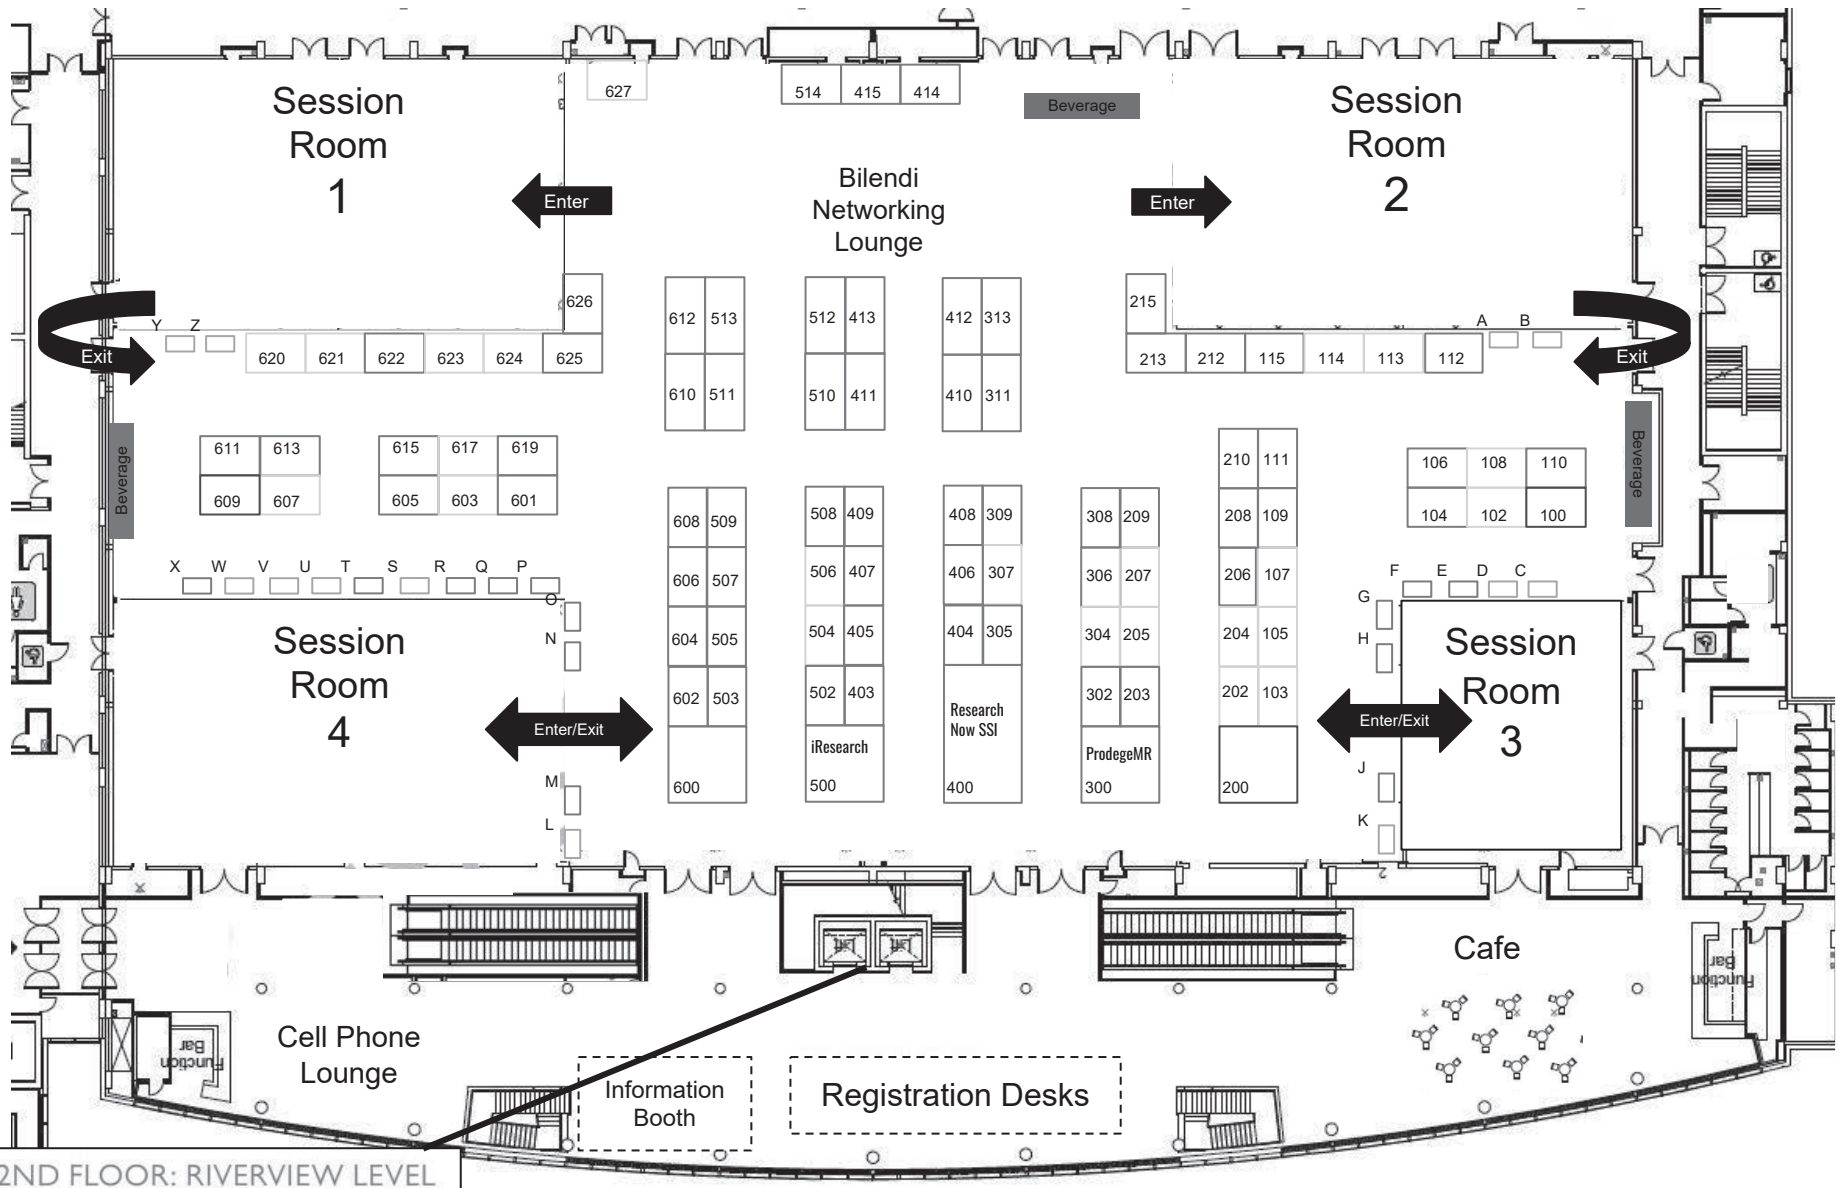 627
514 415 414
Beverage
Session
Room
1
Session
Room
2
Enter
Bilendi
Networking
Lounge
Enter
626
215
612 513
512 413
412 313
Y Z
A B
Exit
620 621 622 623 624 625
213 212 115 114 113 112
Exit
610 511
510 411
410 311
Beverage
611 613
615 617 619
210 111
106 108 110
Beverage
609 607
605 603 601
608 509
508 409
408 309
308 209
208 109
104 102 100
X W V U T S R Q P
606 507
506 407
406 307
306 207
206 107
F E D C
O
G
N
604 505
504 405
404 305
304 205
204 105
H
Session
Room
4
Session
Room
3
602 503
502 403
302 203
202 103
Enter/Exit
Enter/Exit
Research
Now SSI
iResearch
ProdegeMR
600
500
400
300
200
M
J
L
K
Lift
Lift
Cafe
Function
Bar
Cell Phone
Lounge
Function
Bar
Information
Booth
Registration Desks
2ND FLOOR: RIVERVIEW LEVEL